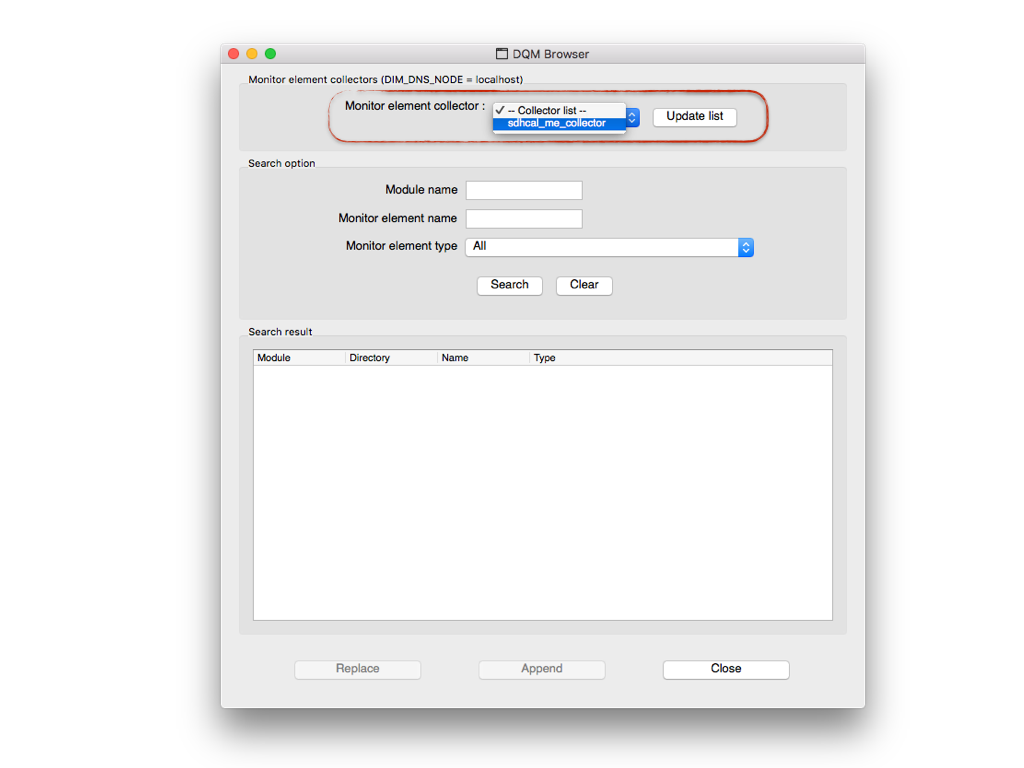 DQM Browser
Monitor element collectors (DIM_DNS_NODE = localhost)
Monitor element collector :
✓ -- Collector list --
sdhcal_me_collector
Update list
Search option
Module name
Monitor element name
Monitor element type All
Search Clear
Search result
Module Directory Name Type
Replace Append Close